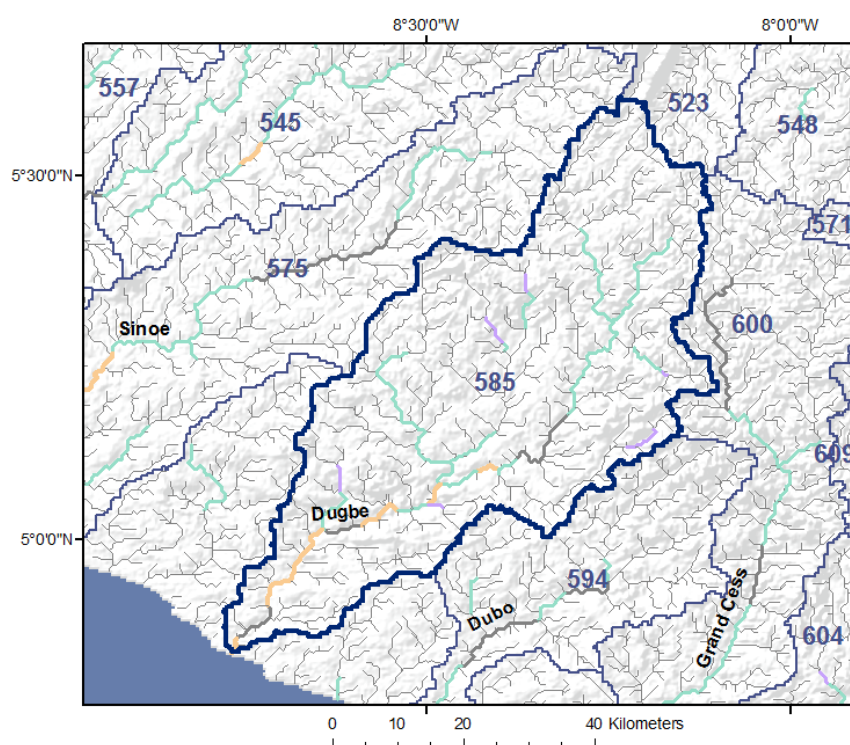 8°30'0"W 8°0'0"W
557
523
545
548
5°30'0"N
571
575
Sinoe
600
585
609
Dugbe
5°0'0"N
594
Dubo
Grand Cess
604
0 10 20 40 Kilometers